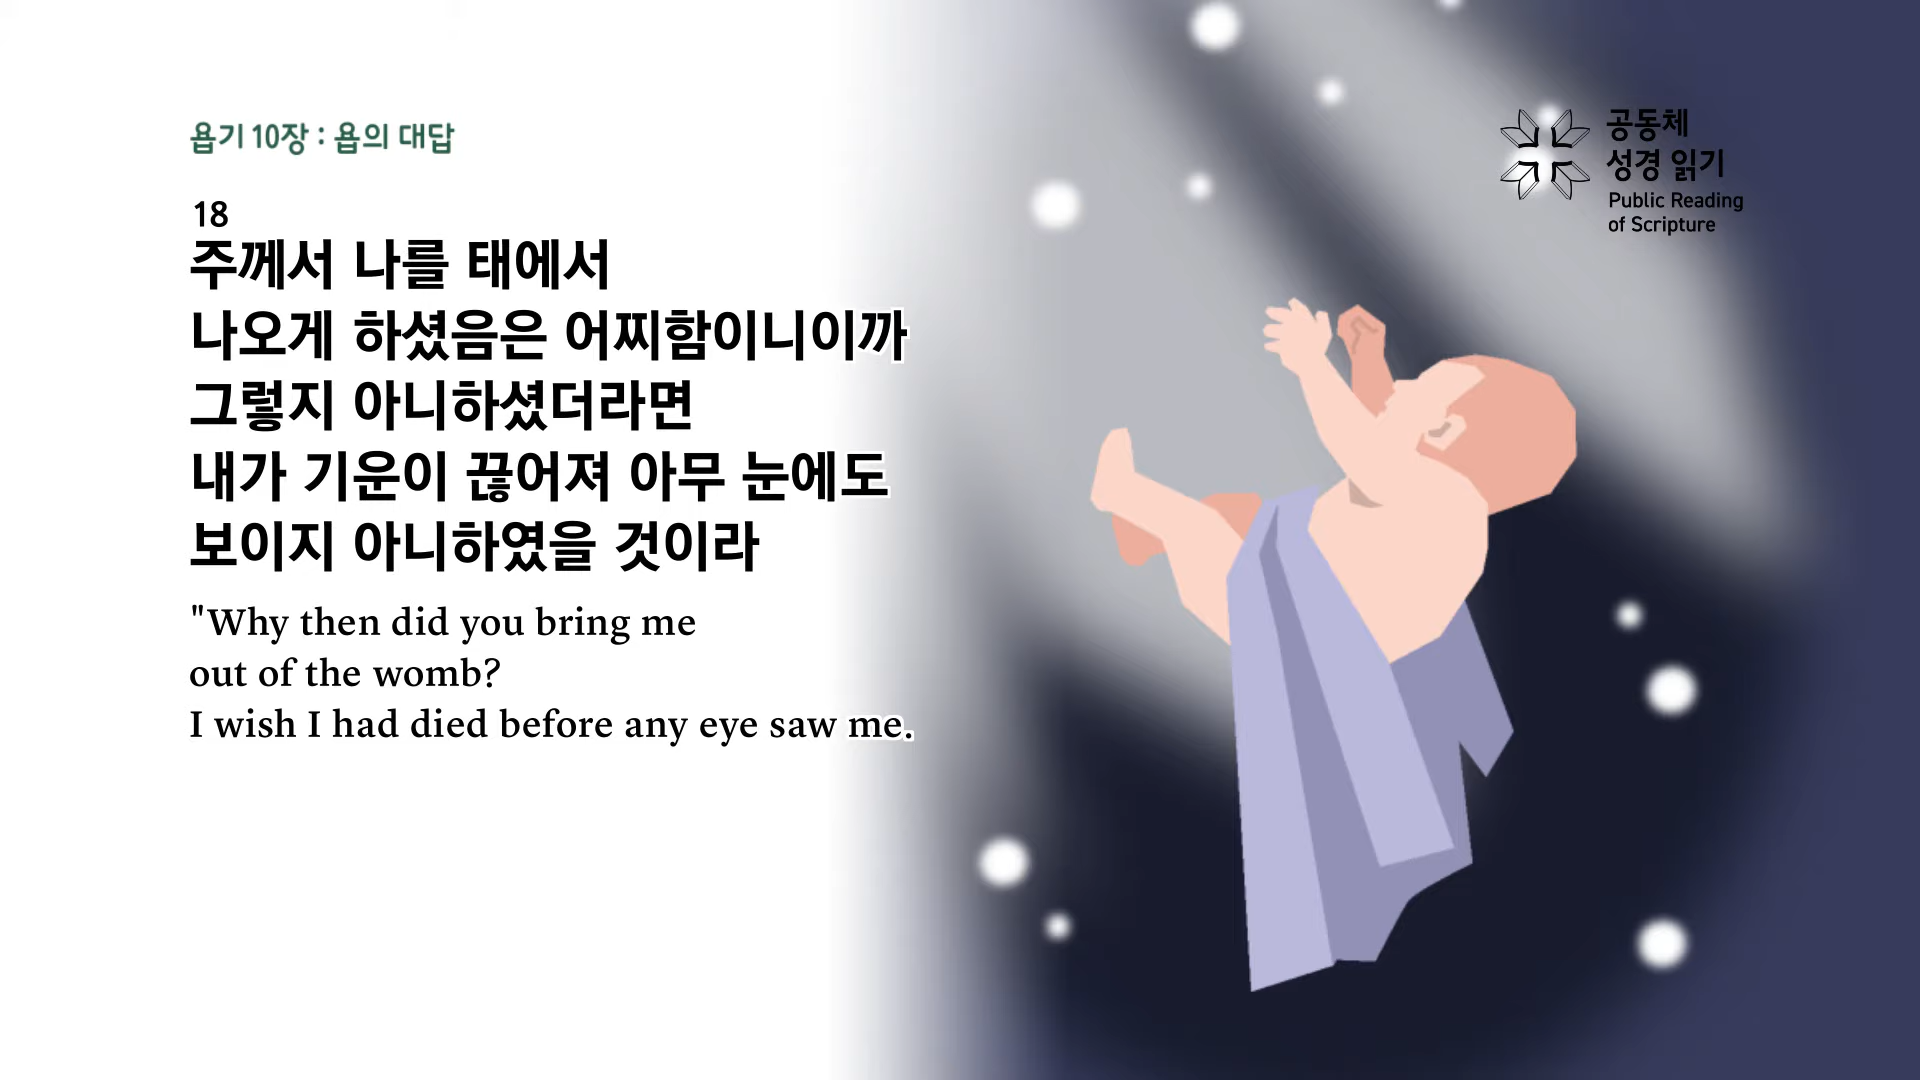 욥기 10장 : 욥의 대답
18
주께서 나를 태에서
나오게 하셨음은 어찌함이니이까
그렇지 아니하셨더라면
내가 기운이 끊어져 아무 눈에도
보이지 아니하였을 것이라
"Why then did you bring me
out of the womb?
I wish I had died before any eye saw me.
공동체
성경 읽기
Public Reading
of Scripture